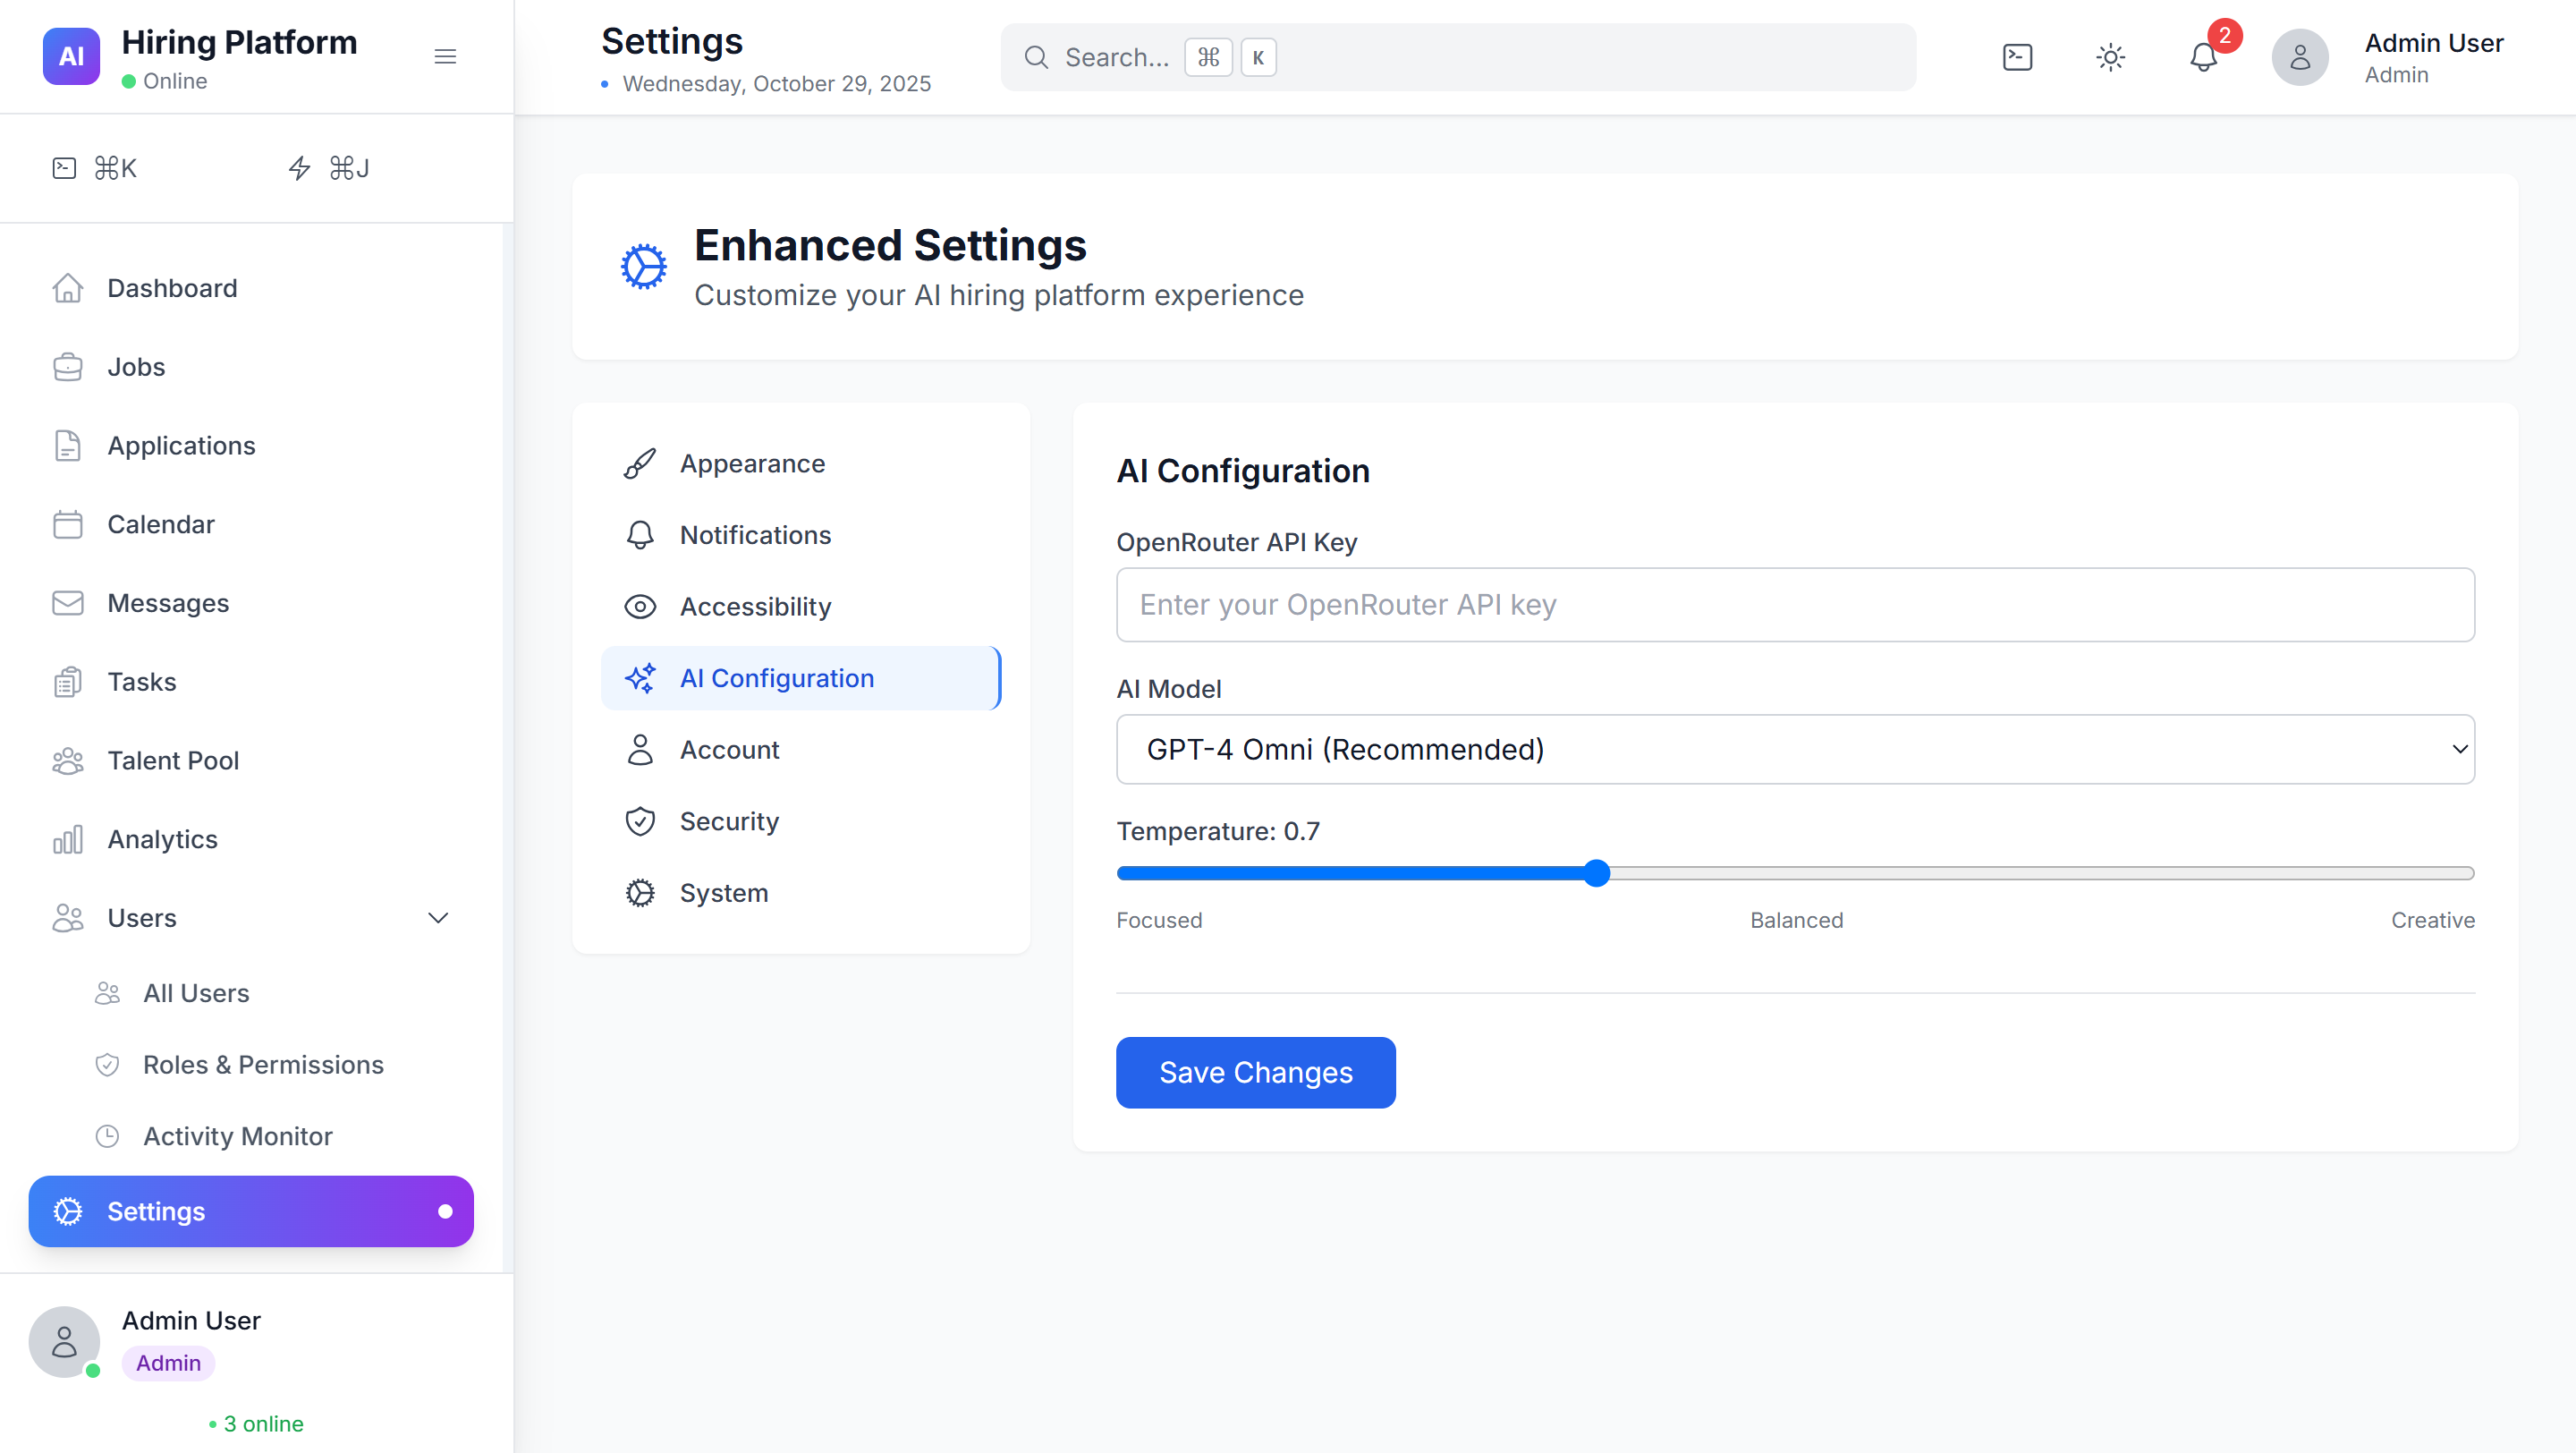 AI
Hiring Platform
Online
⌘K
⌘J
Dashboard
Jobs
Applications
Calendar
Messages
Tasks
Talent Pool
Analytics
Users
All Users
Roles & Permissions
Activity Monitor
Settings
Admin User
Admin
• 3 online
Settings
• Wednesday, October 29, 2025
Search... ⌘ K
2
Admin User
Admin
Enhanced Settings
Customize your AI hiring platform experience
Appearance
Notifications
Accessibility
AI Configuration
Account
Security
System
AI Configuration
OpenRouter API Key
Enter your OpenRouter API key
AI Model
GPT-4 Omni (Recommended)
Temperature: 0.7
Focused Balanced Creative
Save Changes